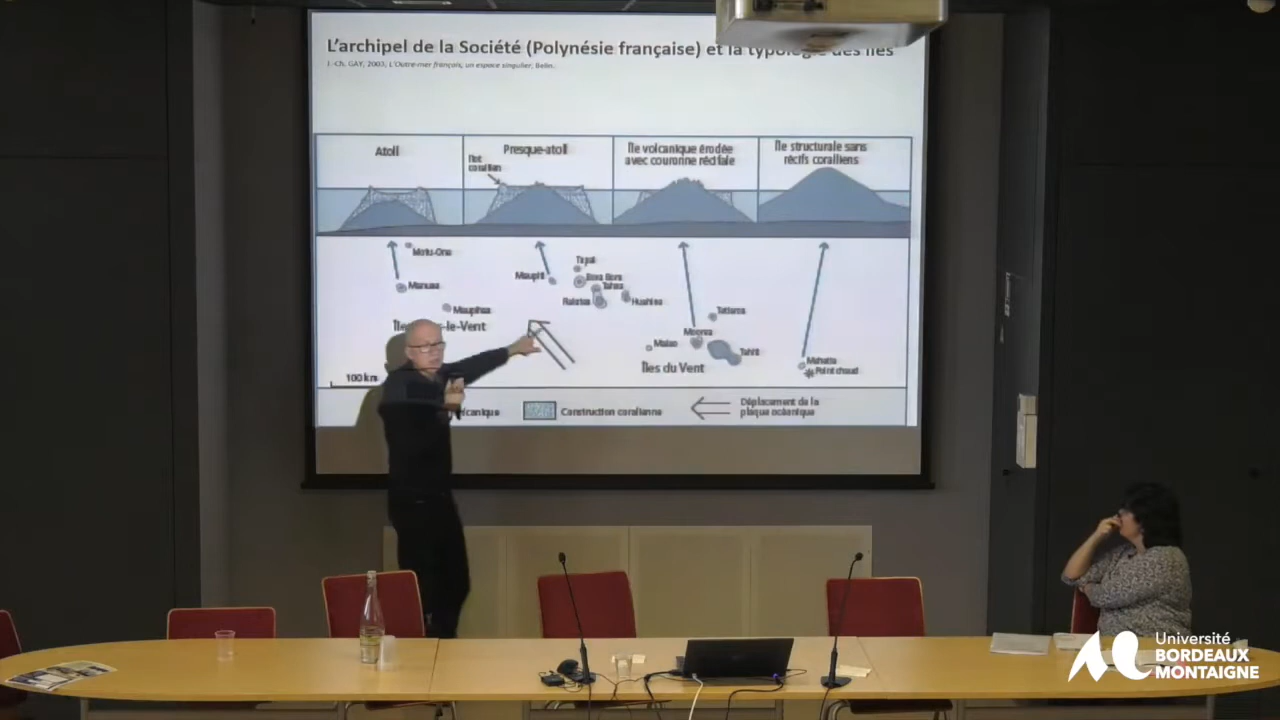 L'archipel de la Société (Polynésie française) et la typologie des îles
J.-Ch. GAY, 2003, L'Outre-mer français, un espace singulier, Belin.
Atoll
Presque-atoll
Île volcanique érodée
avec couronne récifale
Île structurale sans
récifs coralliens
Îlot
corallien
Motu-One
Manuae
Maupihaa
Maupiti
Tupai
Bora Bora
Tahaa
Raiatea
Huahine
Tetiaroa
Moorea
Maiao
Tahiti
Mehetia
Point chaud
-le-Vent
Îles du Vent
100 km
Construction corallienne
Déplacement de la
plaque océanique
Université
BORDEAUX
MONTAIGNE